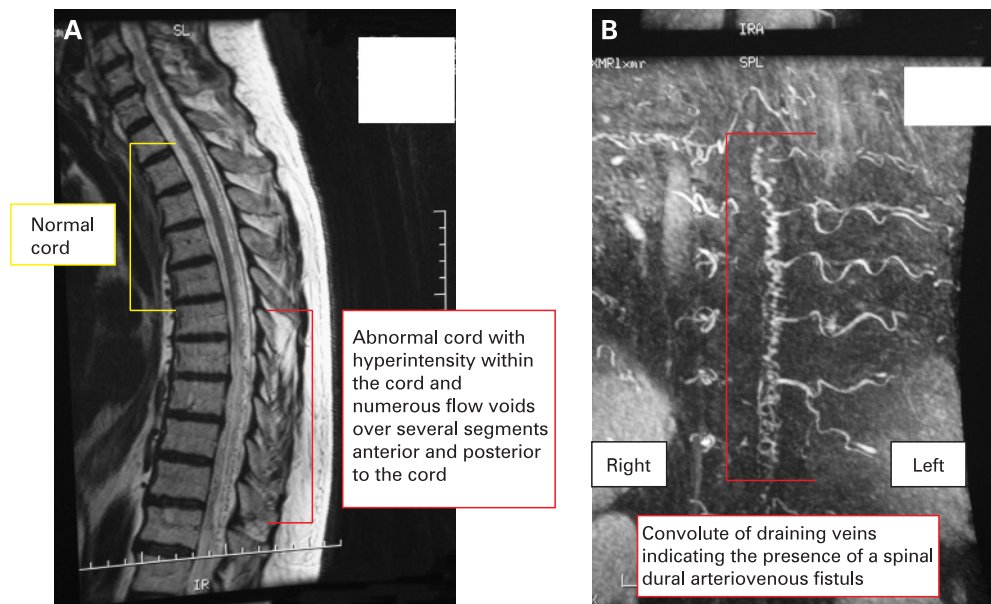 A
SL
Normal
cord
Abnormal cord with
hyperintensity within
the cord and
numerous flow voids
over several segments
anterior and posterior
to the cord
IR
B
IRA
XMRlxmr
SPL
Right
Left
Convolute of draining veins
indicating the presence of a spinal
dural arteriovenous fistuls